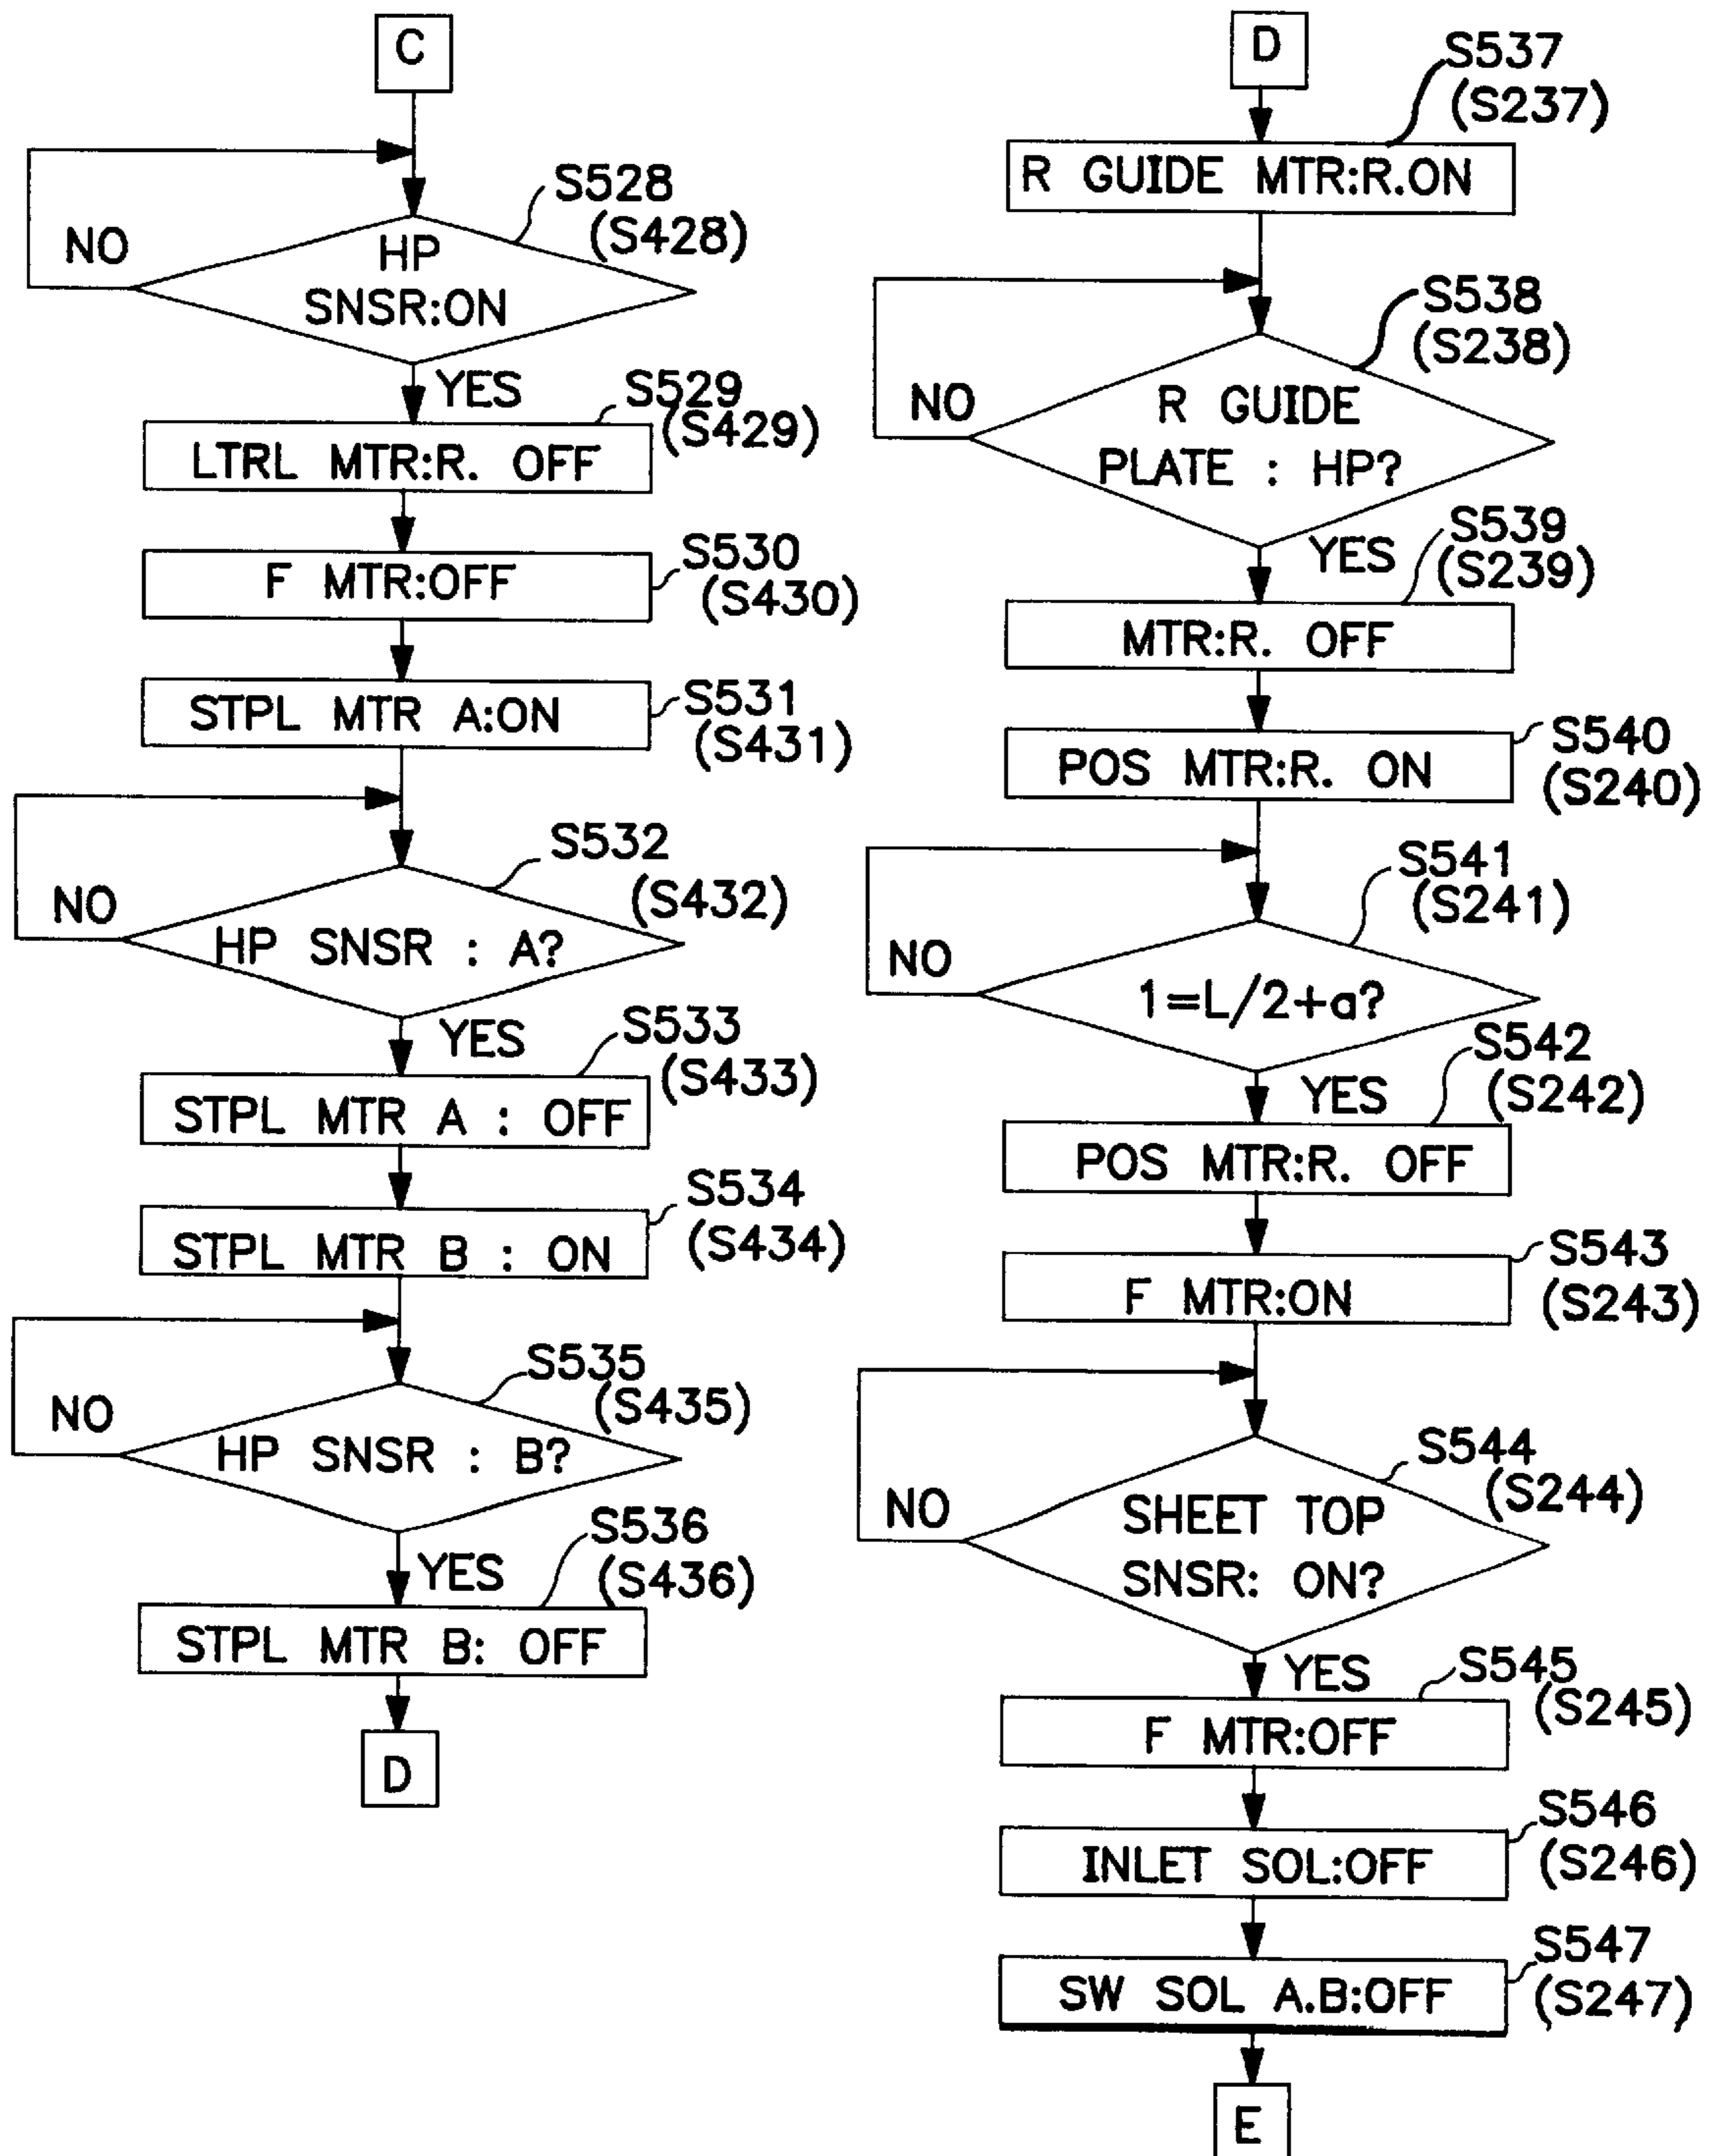 C
S528
(S428)
NO
HP
SNSR:ON
YES
S529
(S429)
LTRL MTR:R. OFF
S530
(S430)
F MTR:OFF
S531
(S431)
STPL MTR A:ON
S532
(S432)
NO
HP SNSR : A?
YES
S533
(S433)
STPL MTR A : OFF
S534
(S434)
STPL MTR B : ON
S535
(S435)
NO
HP SNSR : B?
YES
S536
(S436)
STPL MTR B: OFF
D
D
S537
(S237)
R GUIDE MTR:R.ON
S538
(S238)
NO
R GUIDE
PLATE : HP?
YES
S539
(S239)
MTR:R. OFF
S540
(S240)
POS MTR:R. ON
S541
(S241)
NO
1=L/2+a?
YES
S542
(S242)
POS MTR:R. OFF
S543
(S243)
F MTR:ON
S544
(S244)
NO
SHEET TOP
SNSR: ON?
YES
S545
(S245)
F MTR:OFF
S546
(S246)
INLET SOL:OFF
S547
(S247)
SW SOL A.B:OFF
E